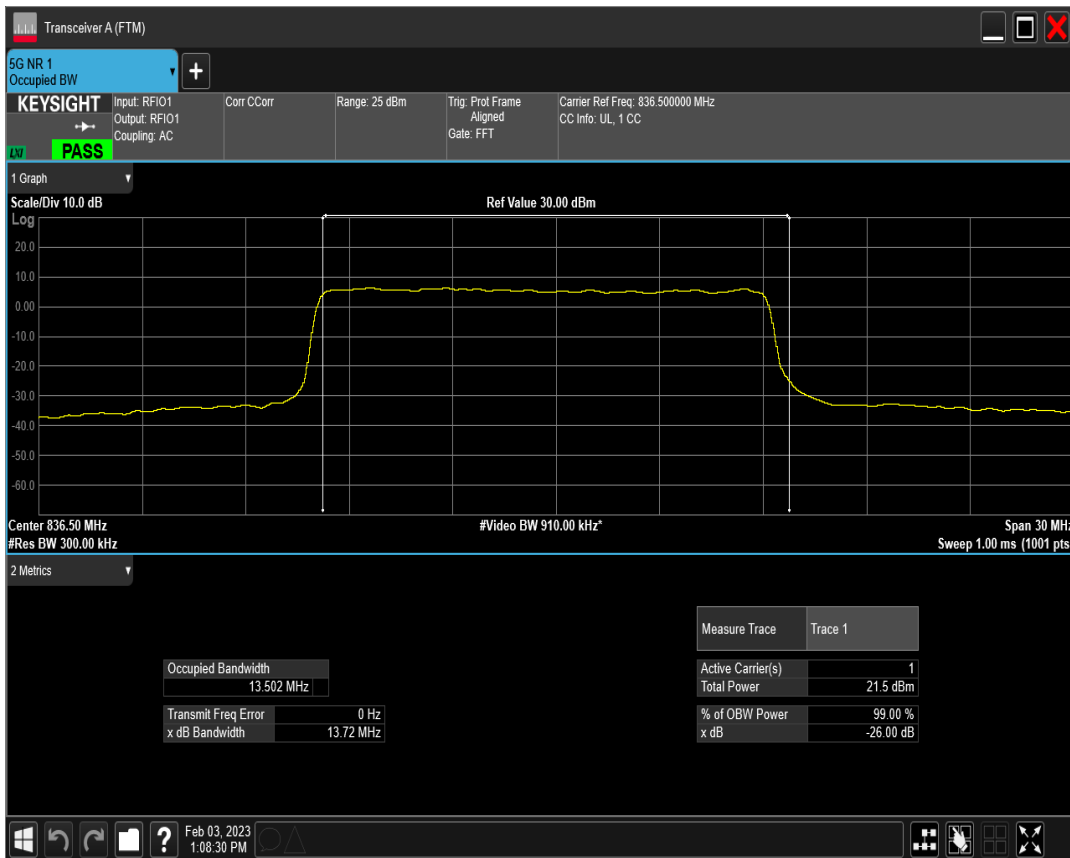 Transceiver A (FTM)
5G NR 1
Occupied BW
+
KEYSIGHT
LXI
PASS
Input: RFIO1
Output: RFIO1
Coupling: AC
Corr CCorr
Range: 25 dBm
Trig: Prot Frame
Aligned
Gate: FFT
Carrier Ref Freq: 836.500000 MHz
CC Info: UL, 1 CC
1 Graph
Scale/Div 10.0 dB
Ref Value 30.00 dBm
Log
20.0
10.0
0.00
-10.0
-20.0
-30.0
-40.0
-50.0
-60.0
Center 836.50 MHz
#Video BW 910.00 kHz*
Span 30 MHz
#Res BW 300.00 kHz
Sweep 1.00 ms (1001 pts
2 Metrics
Measure Trace Trace 1
Occupied Bandwidth
13.502 MHz
Active Carrier(s) 1
Total Power 21.5 dBm
Transmit Freq Error 0 Hz
x dB Bandwidth 13.72 MHz
% of OBW Power 99.00 %
x dB -26.00 dB
?
Feb 03, 2023
1:08:30 PM